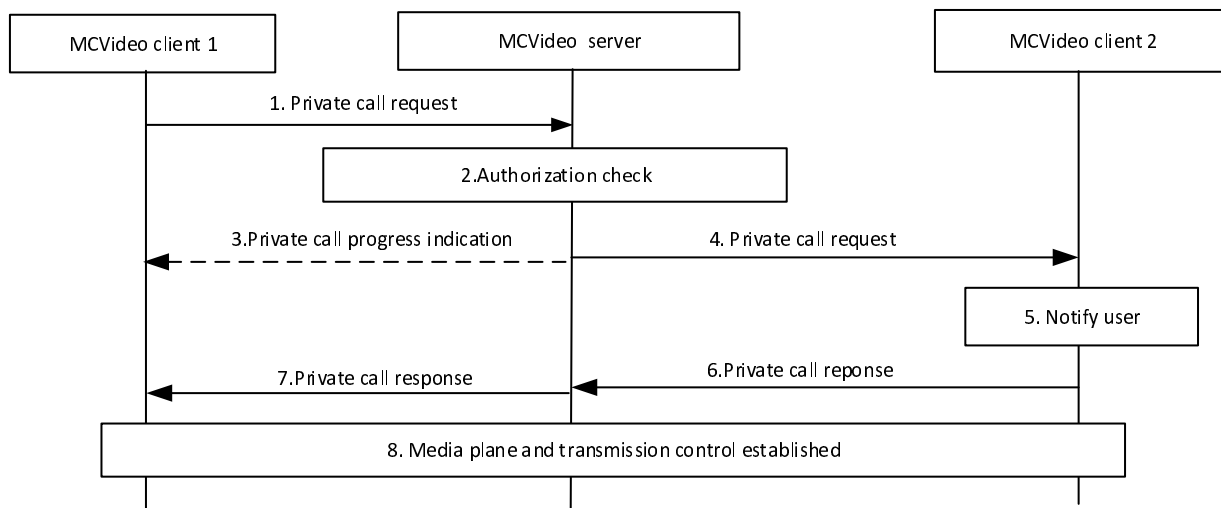 MCVideo client 1
MCVideo server
MCVideo client 2
1. Private call request
2.Authorization check
3.Private call progress indication
4. Private call request
5. Notify user
6.Private call reponse
7.Private call response
8. Media plane and transmission control established